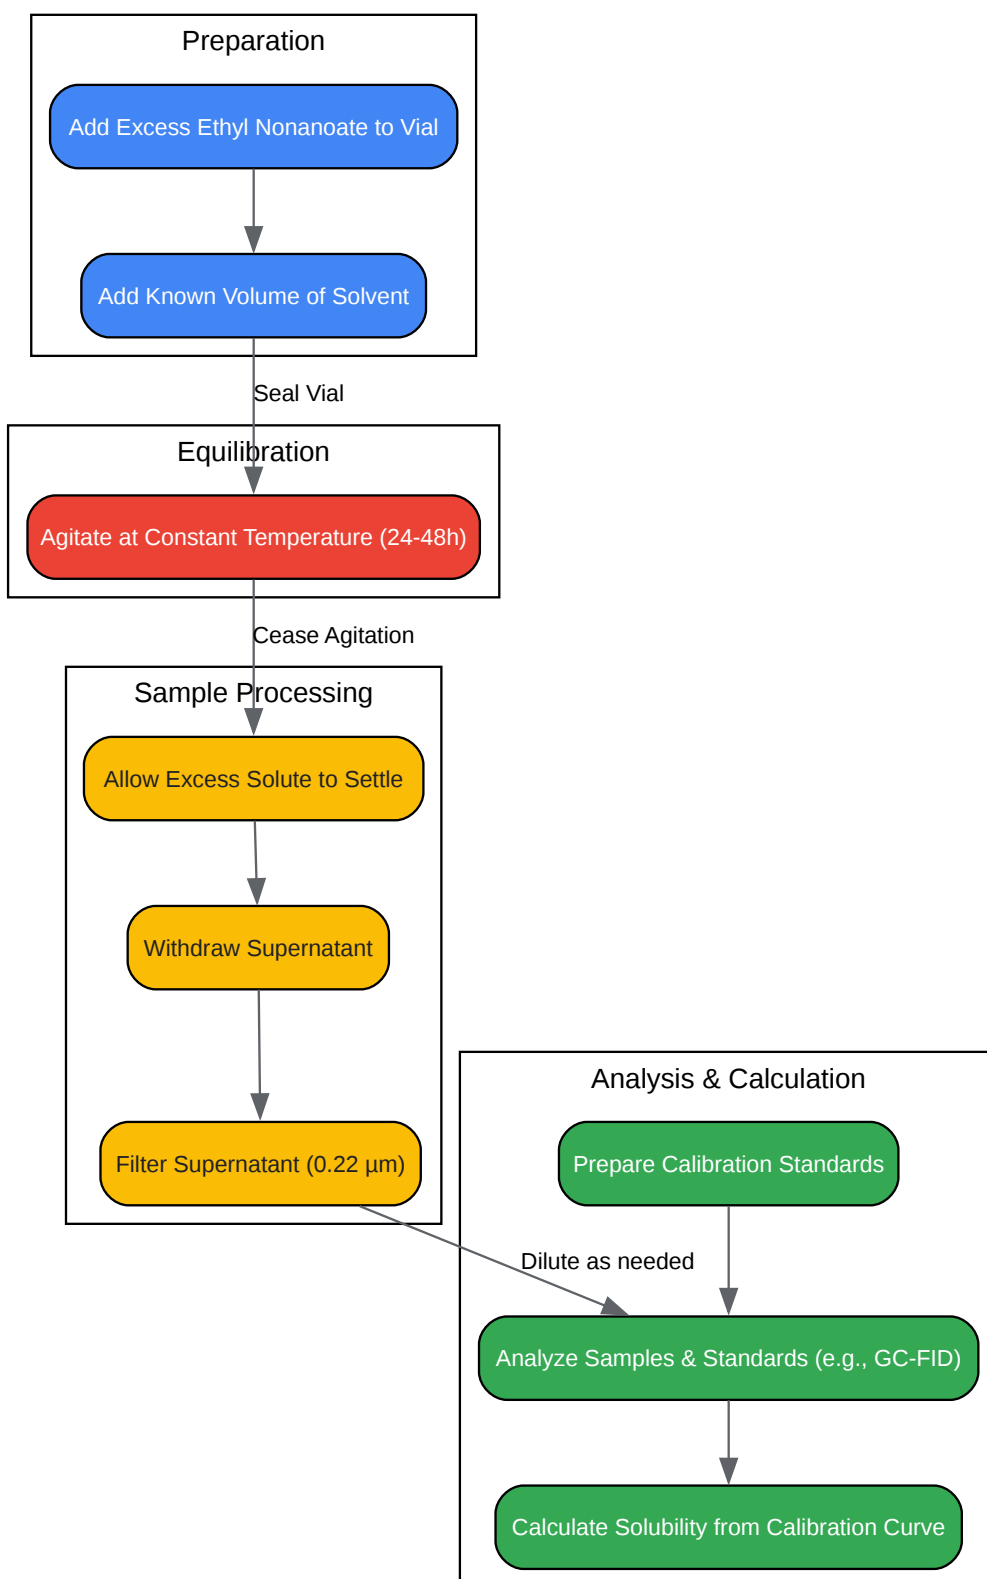 Preparation
Add Excess Ethyl Nonanoate to Vial
Add Known Volume of Solvent
Seal Vial
Equilibration
Agitate at Constant Temperature (24-48h)
Cease Agitation
Sample Processing
Allow Excess Solute to Settle
Withdraw Supernatant
Filter Supernatant (0.22 µm)
Analysis & Calculation
Prepare Calibration Standards
Dilute as needed
Analyze Samples & Standards (e.g., GC-FID)
Calculate Solubility from Calibration Curve